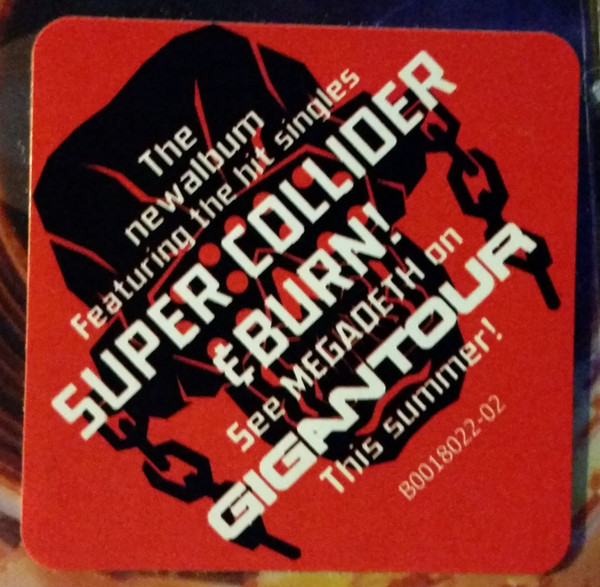 The
newalbum
Featuring the hit singles
SUPER COLLIDER
& BURN!
See MEGADETH on
GIGANTOUR
This summer!
B0018022-02